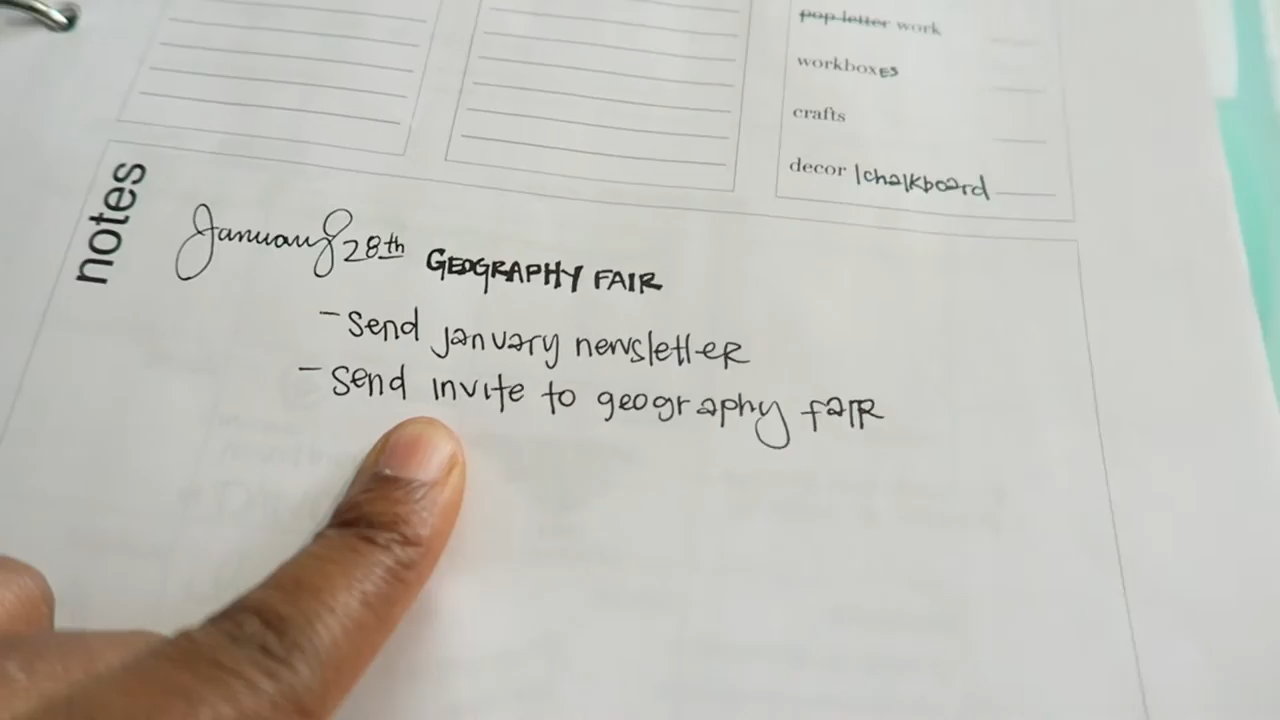 pop letter work
workboxes
crafts
decor |chalkboard
notes
January 28th GEOGRAPHY FAIR
- send january newsletter
- send invite to geography fair